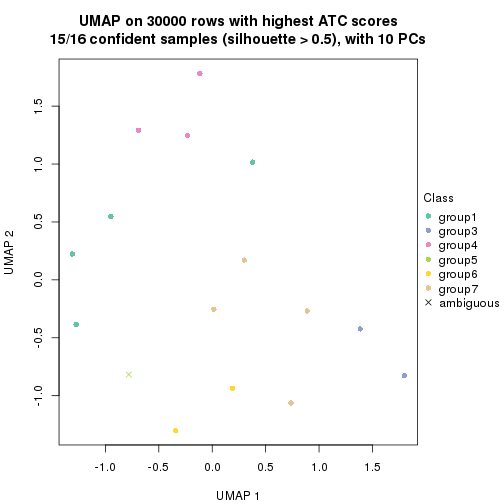 UMAP on 30000 rows with highest ATC scores
15/16 confident samples (silhouette > 0.5), with 10 PCs
UMAP 2
1.5
1.0
0.5
0.0
-0.5
-1.0
-1.0
-0.5
0.0
0.5
1.0
1.5
UMAP 1
Class
group1
group3
group4
group5
group6
group7
ambiguous